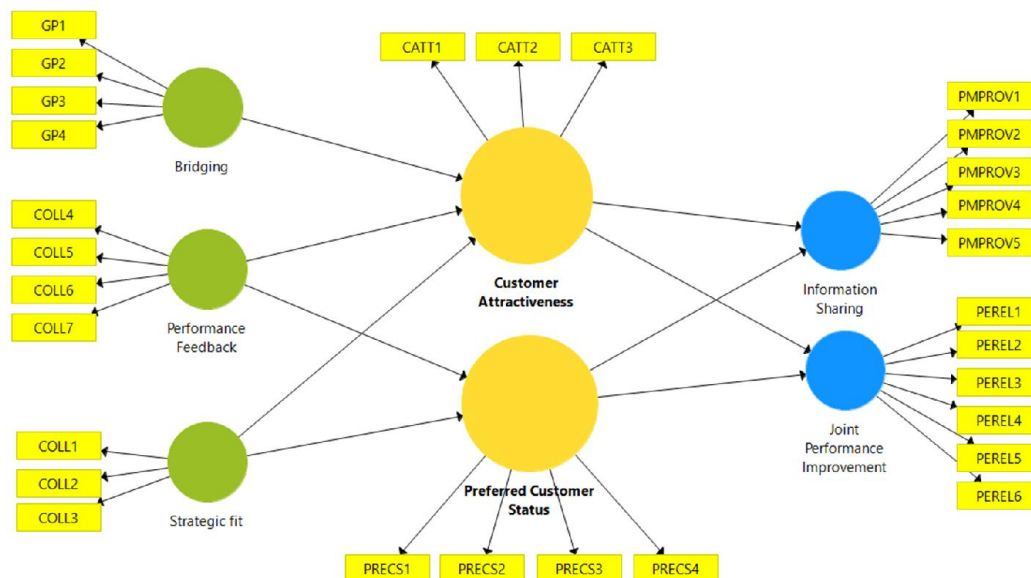 GP1
GP2
GP3
GP4
Bridging
CATT1
CATT2
CATT3
PMPROV1
PMPROV2
PMPROV3
PMPROV4
PMPROV5
COLL4
COLL5
COLL6
COLL7
Performance
Feedback
Customer
Attractiveness
Information
Sharing
PEREL1
PEREL2
PEREL3
PEREL4
PEREL5
PEREL6
Joint
Performance
Improvement
COLL1
COLL2
COLL3
Strategic fit
Preferred Customer
Status
PRECS1
PRECS2
PRECS3
PRECS4